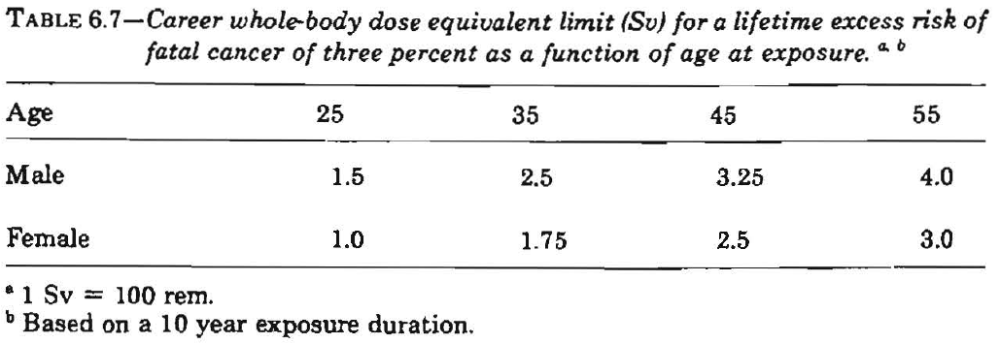 TABLE 6.7—Career whole-body dose equivalent limit (Sv) for a lifetime excess risk of
fatal cancer of three percent as a function of age at exposure. a, b
Age 25 35 45 55
Male 1.5 2.5 3.25 4.0
Female 1.0 1.75 2.5 3.0
a 1 Sv = 100 rem.
b Based on a 10 year exposure duration.